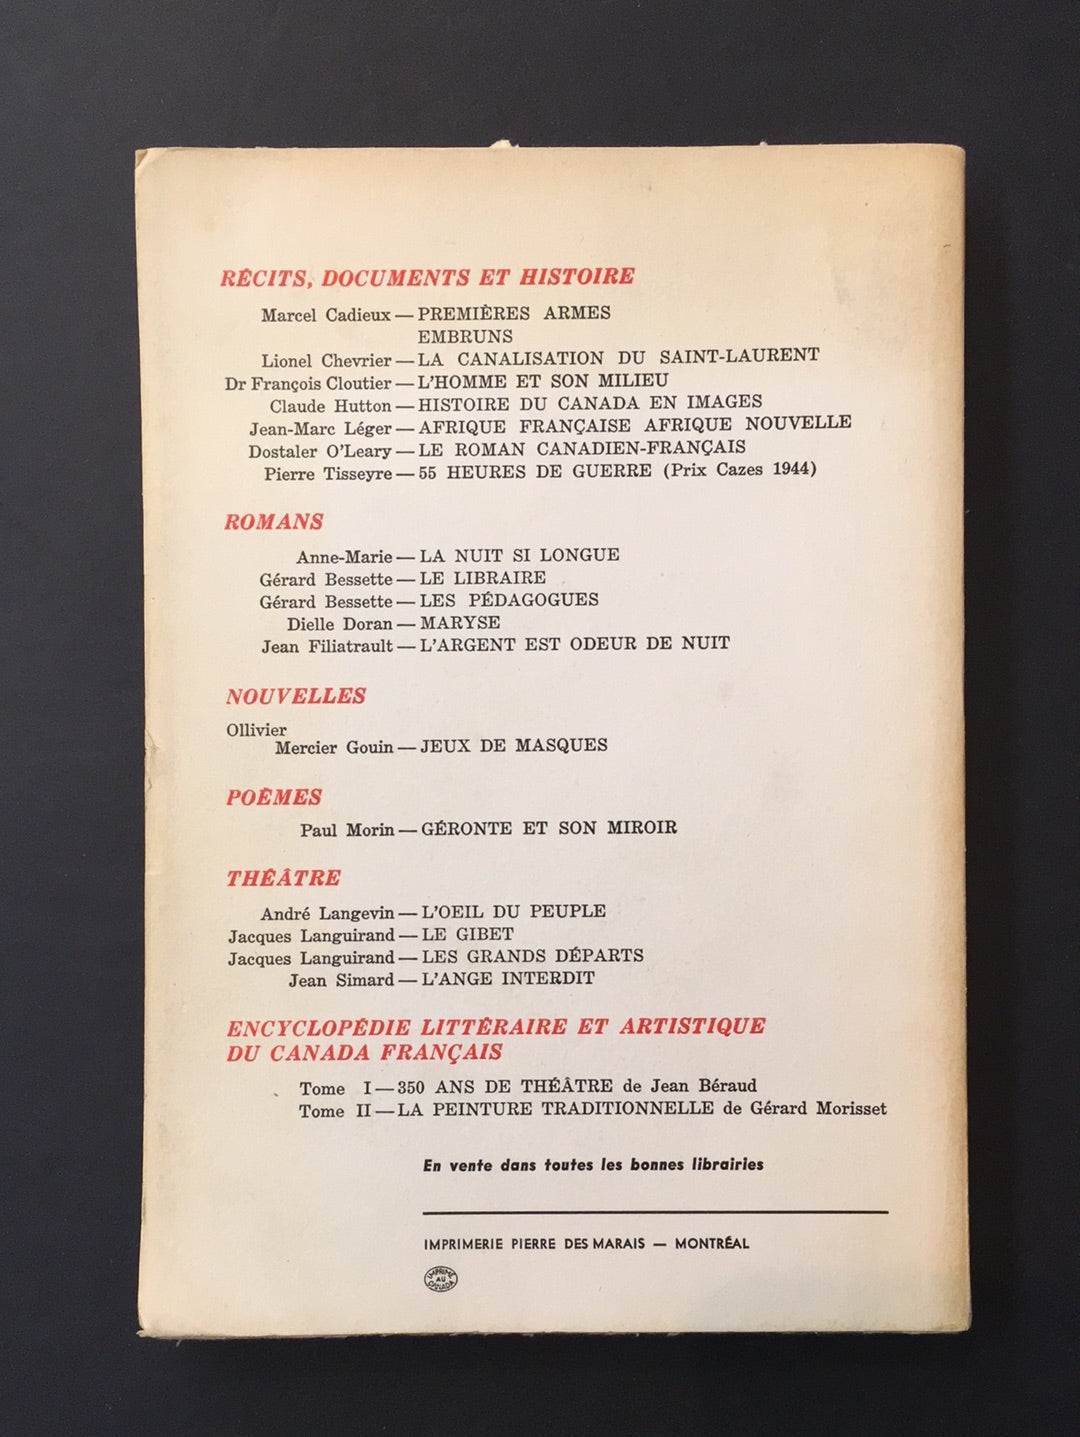 RÉCITS, DOCUMENTS ET HISTOIRE
Marcel Cadieux — PREMIÈRES ARMES
EMBRUNS
Lionel Chevrier — LA CANALISATION DU SAINT-LAURENT
Dr François Cloutier — L'HOMME ET SON MILIEU
Claude Hutton — HISTOIRE DU CANADA EN IMAGES
Jean-Marc Léger — AFRIQUE FRANÇAISE AFRIQUE NOUVELLE
Dostaler O'Leary — LE ROMAN CANADIEN-FRANÇAIS
Pierre Tisseyre — 55 HEURES DE GUERRE (Prix Cazes 1944)
ROMANS
Anne-Marie — LA NUIT SI LONGUE
Gérard Bessette — LE LIBRAIRE
Gérard Bessette — LES PÉDAGOGUES
Dielle Doran — MARYSE
Jean Filiatrault — L'ARGENT EST ODEUR DE NUIT
NOUVELLES
Ollivier
Mercier Gouin — JEUX DE MASQUES
POÈMES
Paul Morin — GÉRONTE ET SON MIROIR
THÉÂTRE
André Langevin — L'OEIL DU PEUPLE
Jacques Languirand — LE GIBET
Jacques Languirand — LES GRANDS DÉPARTS
Jean Simard — L'ANGE INTERDIT
ENCYCLOPÉDIE LITTÉRAIRE ET ARTISTIQUE
DU CANADA FRANÇAIS
Tome I — 350 ANS DE THÉÂTRE de Jean Béraud
Tome II — LA PEINTURE TRADITIONNELLE de Gérard Morisset
En vente dans toutes les bonnes librairies
IMPRIMERIE PIERRE DES MARAIS — MONTRÉAL
IMPRIMÉ
AU
CANADA